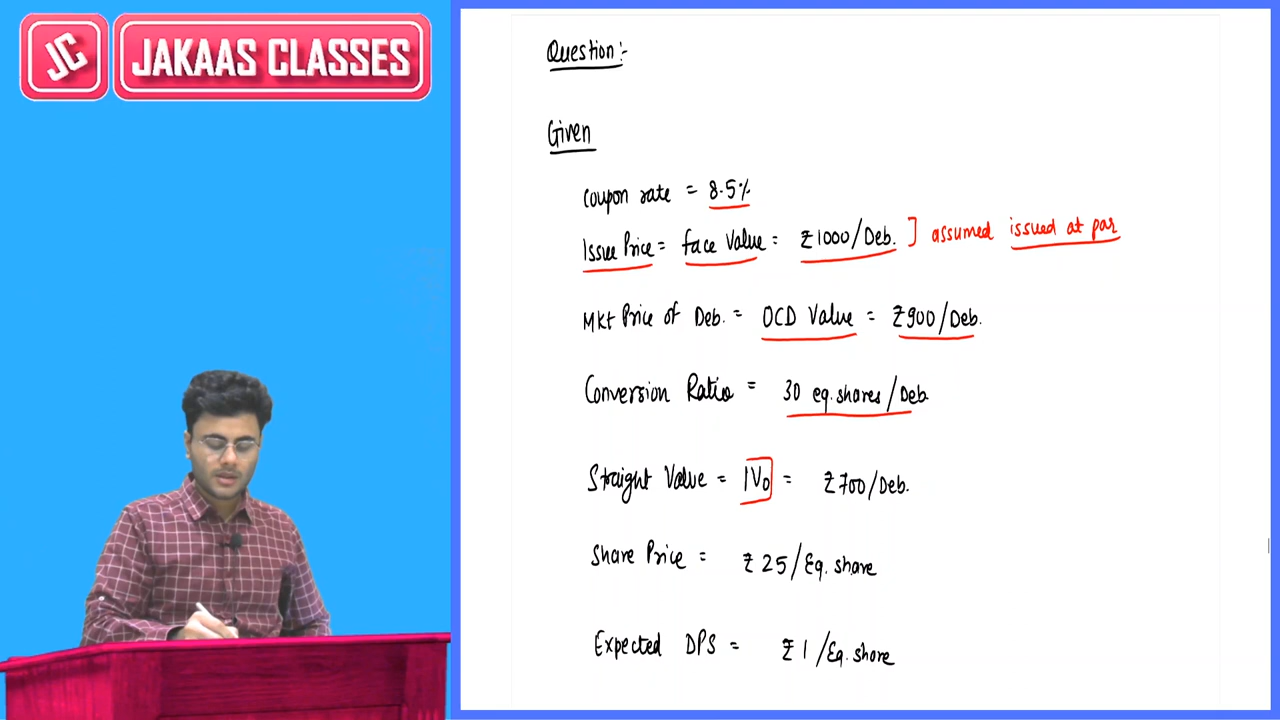 JC JAKAAS CLASSES
Question:-
Given
Coupon rate = 8.5%
Issue Price = face Value = ₹1000/Deb. ] assumed issued at par
Mkt Price of Deb. = OCD Value = ₹900/Deb.
Conversion Ratio = 30 eq. shares/Deb.
Straight Value = IV₀ = ₹700/Deb.
Share Price = ₹25/Eq. share
Expected DPS = ₹1/Eq. share